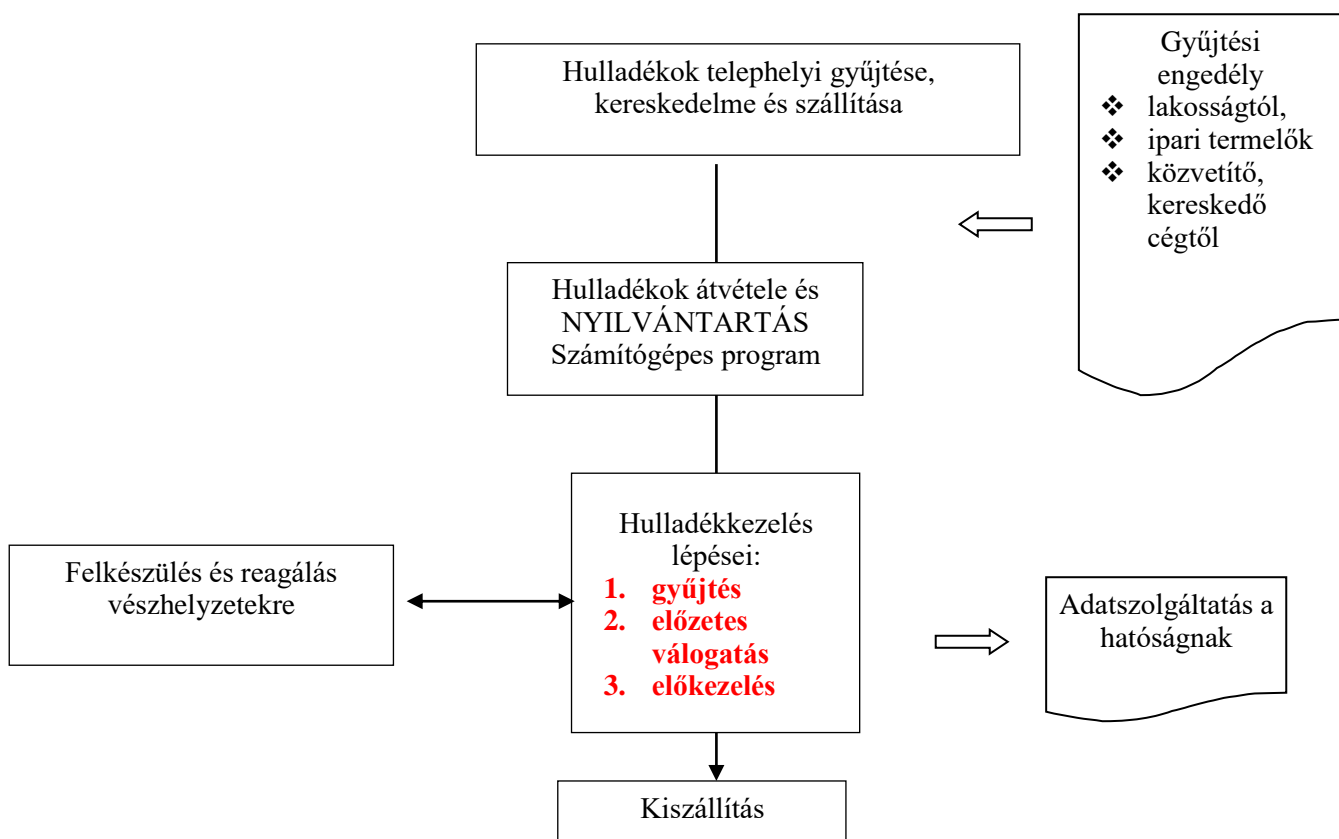 Hulladékok telephelyi gyűjtése,
kereskedelme és szállítása
Gyűjtési
engedély
❖ lakosságtól,
❖ ipari termelők
❖ közvetítő,
kereskedő
cégtől
Hulladékok átvétele és
NYILVÁNTARTÁS
Számítógépes program
Hulladékkezelés
lépései:
1. gyűjtés
2. előzetes
válogatás
3. előkezelés
Felkészülés és reagálás
vészhelyzetekre
Adatszolgáltatás a
hatóságnak
Kiszállítás